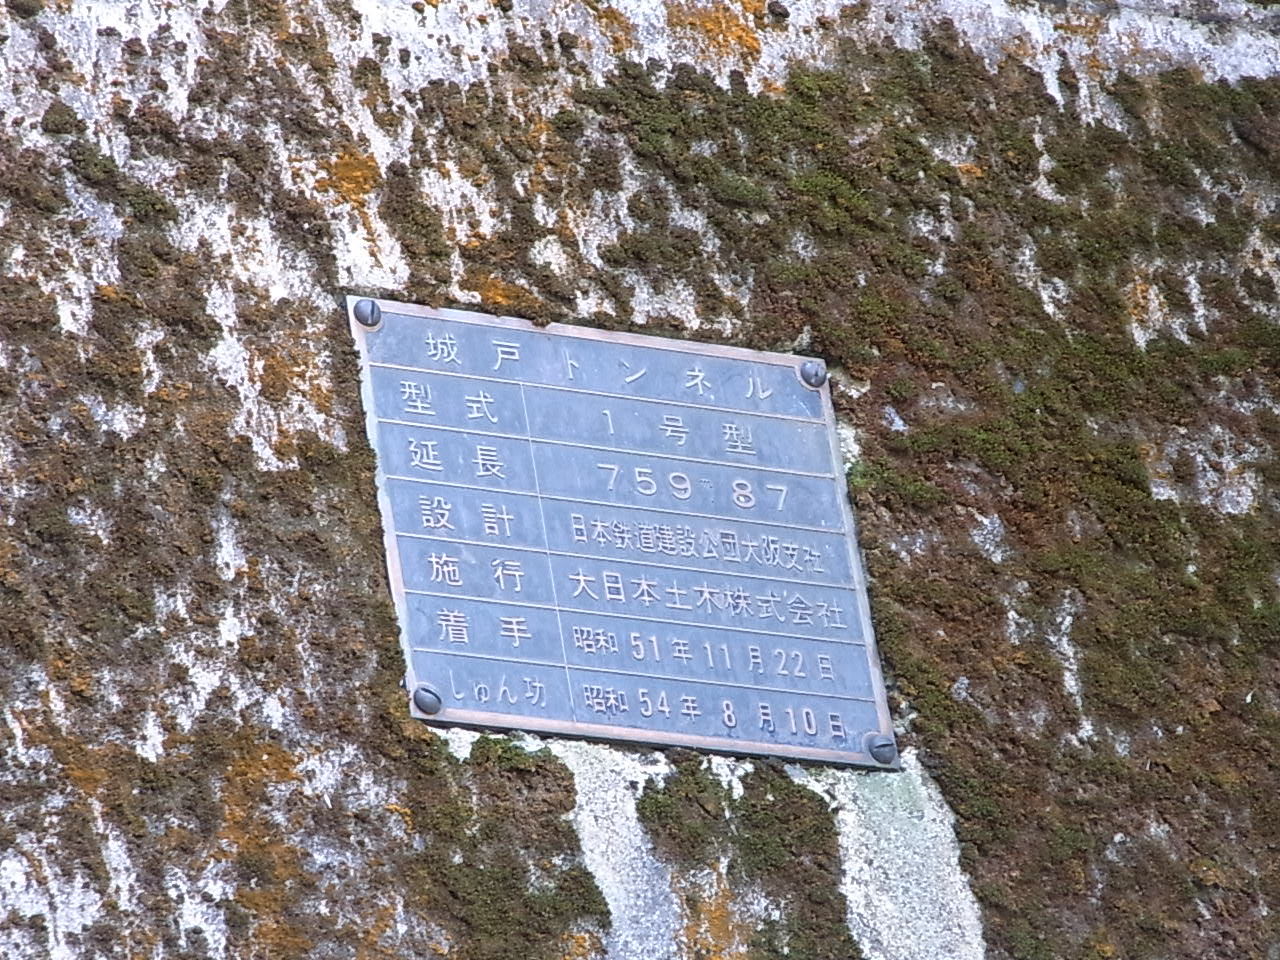 城戸トンネル
型式 1号型
延長 759m87
設計 日本鉄道建設公団大阪支社
施行 大日本土木株式会社
着手 昭和51年11月22日
しゅん功 昭和54年8月10日